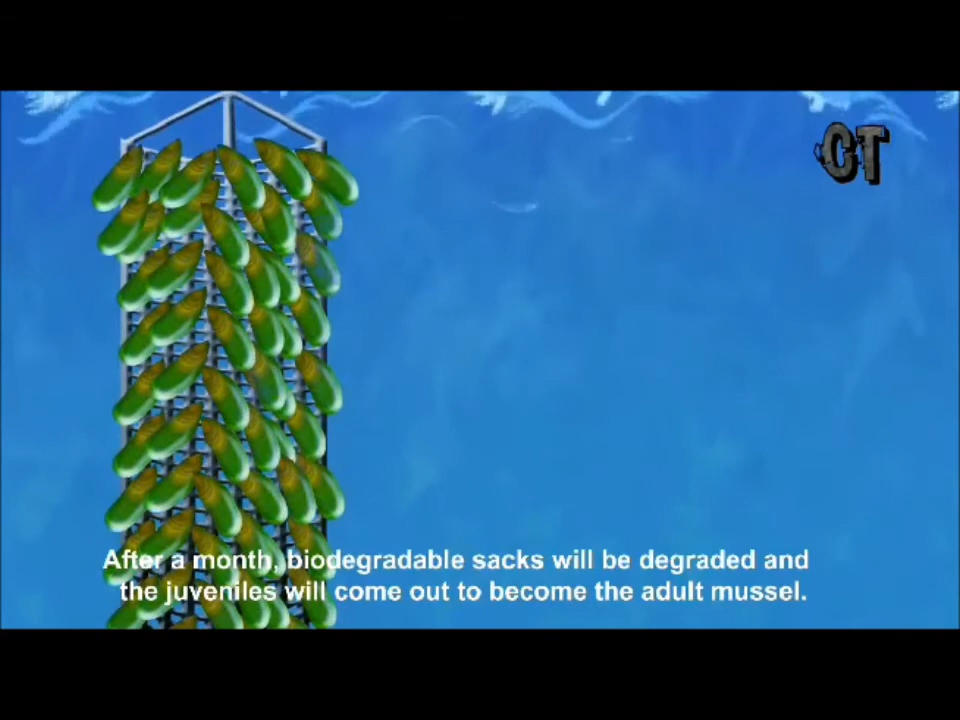 CT
After a month, biodegradable sacks will be degraded and
the juveniles will come out to become the adult mussel.